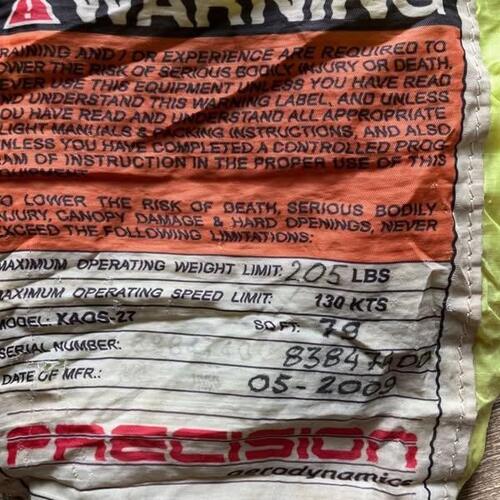 WARNING
TRAINING AND / OR EXPERIENCE ARE REQUIRED TO
LOWER THE RISK OF SERIOUS BODILY INJURY OR DEATH.
NEVER USE THIS EQUIPMENT UNLESS YOU HAVE READ
AND UNDERSTAND THIS WARNING LABEL, AND UNLESS
YOU HAVE READ AND UNDERSTAND ALL APPROPRIATE
FLIGHT MANUALS & PACKING INSTRUCTIONS, AND ALSO
UNLESS YOU HAVE COMPLETED A CONTROLLED PROG
RAM OF INSTRUCTION IN THE PROPER USE OF THIS
EQUIPMENT
TO LOWER THE RISK OF DEATH, SERIOUS BODILY
INJURY, CANOPY DAMAGE & HARD OPENINGS, NEVER
EXCEED THE FOLLOWING LIMITATIONS:
MAXIMUM OPERATING WEIGHT LIMIT: 205 LBS
MAXIMUM OPERATING SPEED LIMIT: 130 KTS
MODEL: XAOS-27 SQ FT: 78
SERIAL NUMBER:
DATE OF MFR.: 05-2009
PRECISION
aerodynamics